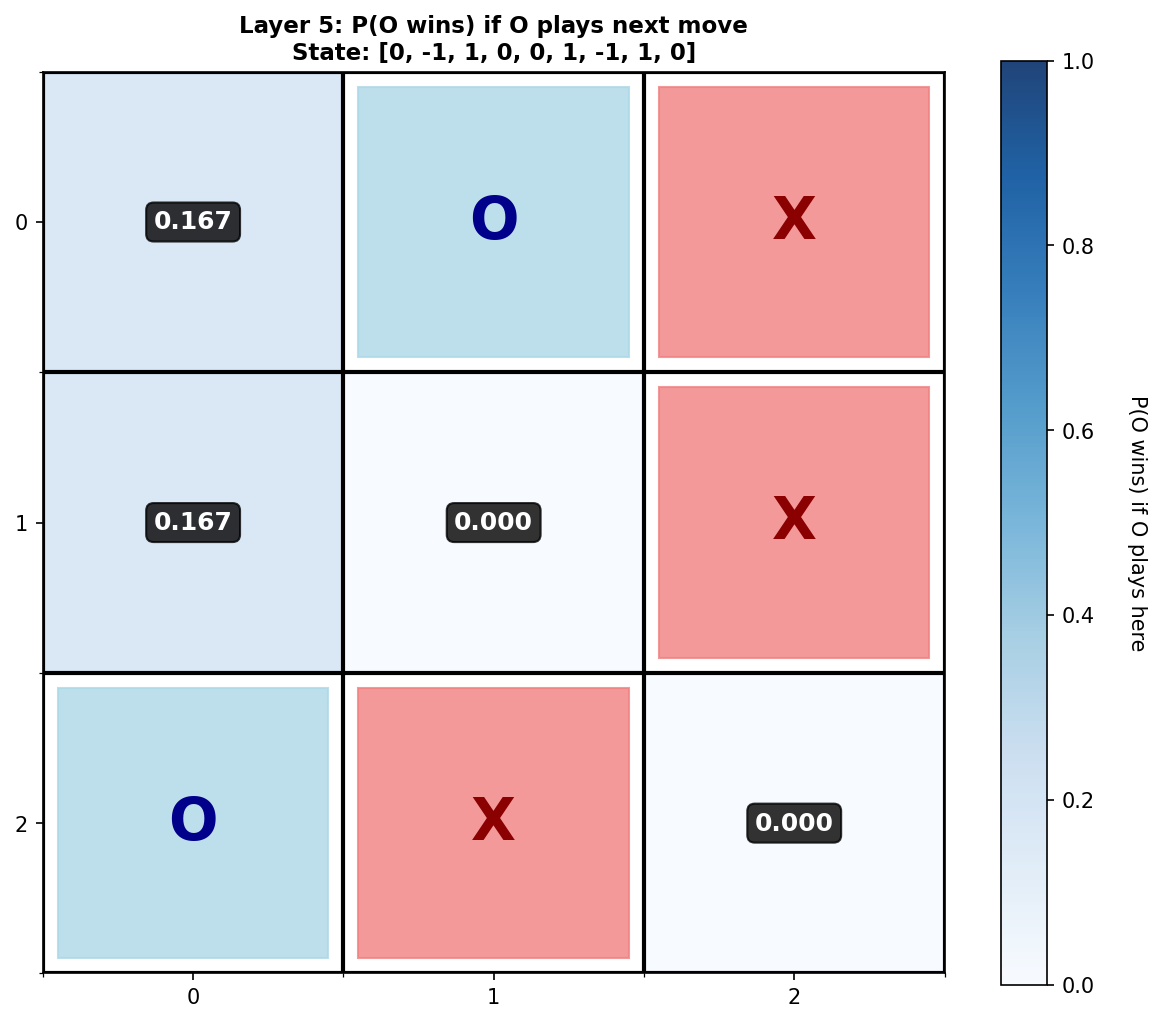 Layer 5: P(O wins) if O plays next move
State: [0, -1, 1, 0, 0, 1, -1, 1, 0]
0
0.167
O
X
1
0.167
0.000
X
2
O
X
0.000
0
1
2
1.0
0.8
0.6
0.4
0.2
0.0
P(O wins) if O plays here